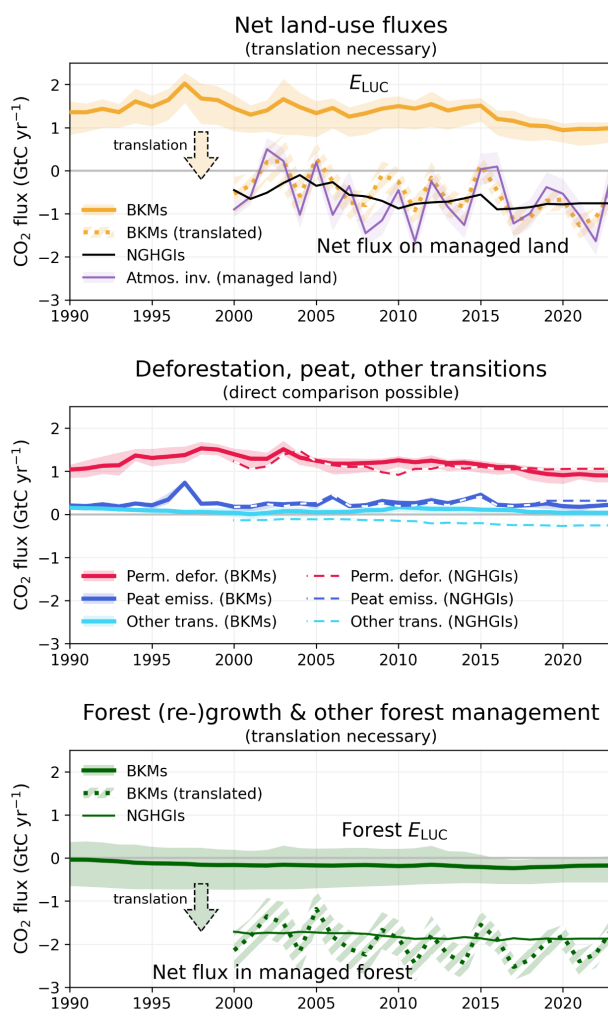 Net land-use fluxes
(translation necessary)
CO₂ flux (GtC yr⁻¹)
2
1
0
−1
−2
−3
E_LUC
translation
BKMs
BKMs (translated)
NGHGIs
Atmos. inv. (managed land)
Net flux on managed land
1990 1995 2000 2005 2010 2015 2020
Deforestation, peat, other transitions
(direct comparison possible)
CO₂ flux (GtC yr⁻¹)
2
1
0
−1
−2
−3
Perm. defor. (BKMs) Perm. defor. (NGHGIs)
Peat emiss. (BKMs) Peat emiss. (NGHGIs)
Other trans. (BKMs) Other trans. (NGHGIs)
1990 1995 2000 2005 2010 2015 2020
Forest (re-)growth & other forest management
(translation necessary)
CO₂ flux (GtC yr⁻¹)
2
1
0
−1
−2
−3
BKMs
BKMs (translated)
NGHGIs
Forest E_LUC
translation
Net flux in managed forest
1990 1995 2000 2005 2010 2015 2020